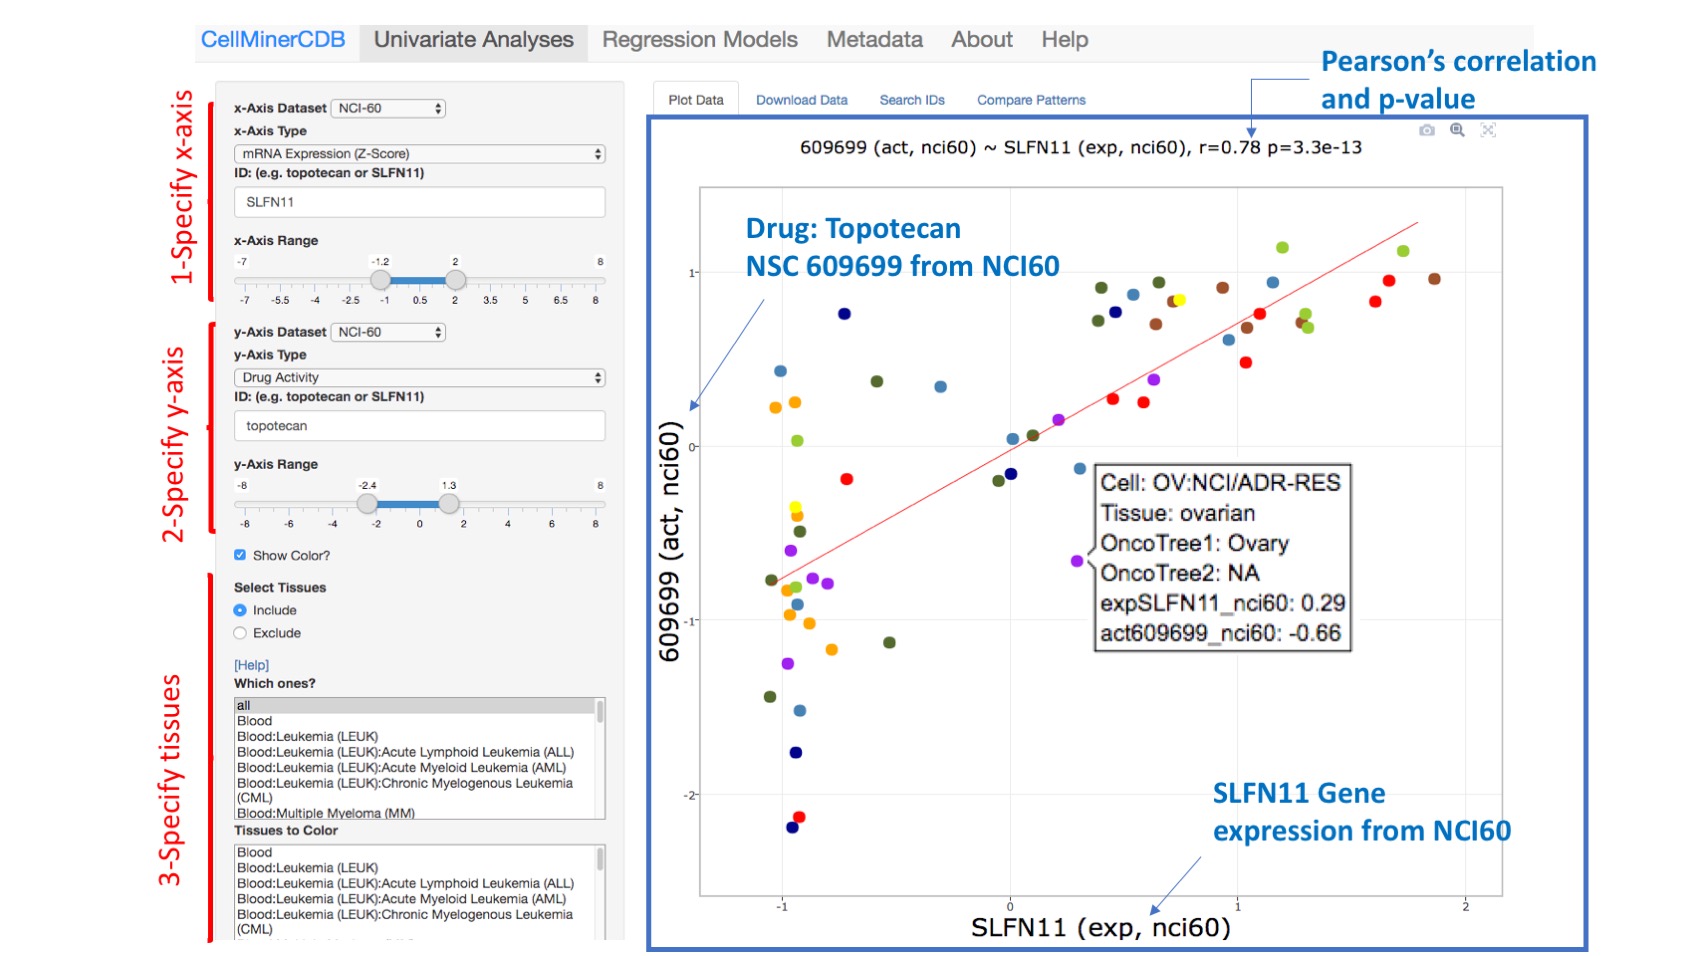 CellMinerCDB Univariate Analyses Regression Models Metadata About Help
1-Specify x-axis
x-Axis Dataset NCI-60
x-Axis Type
mRNA Expression (Z-Score)
ID: (e.g. topotecan or SLFN11)
SLFN11
x-Axis Range
-7 -1.2 2 8
-7 -5.5 -4 -2.5 -1 0.5 2 3.5 5 6.5 8
2-Specify y-axis
y-Axis Dataset NCI-60
y-Axis Type
Drug Activity
ID: (e.g. topotecan or SLFN11)
topotecan
y-Axis Range
-8 -2.4 1.3 8
-8 -6 -4 -2 0 2 4 6 8
Show Color?
3-Specify tissues
Select Tissues
Include
Exclude
[Help]
Which ones?
all
Blood
Blood:Leukemia (LEUK)
Blood:Leukemia (LEUK):Acute Lymphoid Leukemia (ALL)
Blood:Leukemia (LEUK):Acute Myeloid Leukemia (AML)
Blood:Leukemia (LEUK):Chronic Myelogenous Leukemia
(CML)
Blood:Multiple Myeloma (MM)
Tissues to Color
Blood
Blood:Leukemia (LEUK)
Blood:Leukemia (LEUK):Acute Lymphoid Leukemia (ALL)
Blood:Leukemia (LEUK):Acute Myeloid Leukemia (AML)
Blood:Leukemia (LEUK):Chronic Myelogenous Leukemia
(CML)
Plot Data Download Data Search IDs Compare Patterns
Pearson's correlation
and p-value
609699 (act, nci60) ~ SLFN11 (exp, nci60), r=0.78 p=3.3e-13
Drug: Topotecan
NSC 609699 from NCI60
609699 (act, nci60)
1
0
-1
-2
Cell: OV:NCI/ADR-RES
Tissue: ovarian
OncoTree1: Ovary
OncoTree2: NA
expSLFN11_nci60: 0.29
act609699_nci60: -0.66
SLFN11 Gene
expression from NCI60
-1 0 1 2
SLFN11 (exp, nci60)